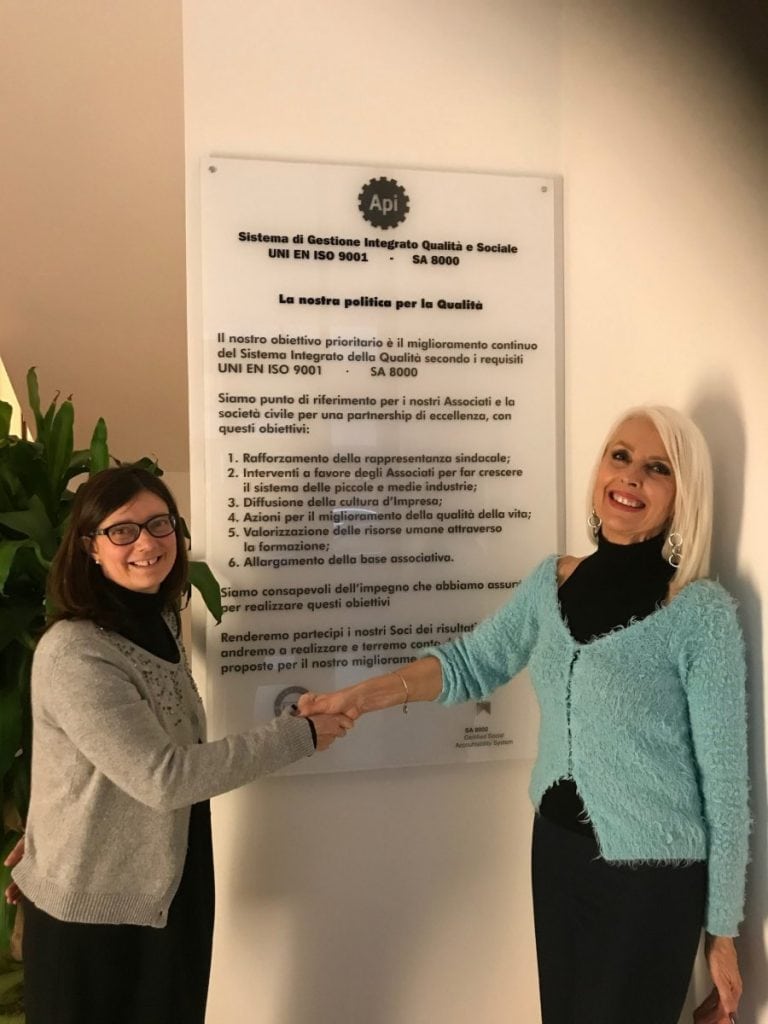 Api
Sistema di Gestione Integrato Qualità e Sociale
UNI EN ISO 9001 - SA 8000
La nostra politica per la Qualità
Il nostro obiettivo prioritario è il miglioramento continuo
del Sistema Integrato della Qualità secondo i requisiti
UNI EN ISO 9001 · SA 8000
Siamo punto di riferimento per i nostri Associati e la
società civile per una partnership di eccellenza, con
questi obiettivi:
1. Rafforzamento della rappresentanza sindacale;
2. Interventi a favore degli Associati per far crescere
il sistema delle piccole e medie industrie;
3. Diffusione della cultura d'Impresa;
4. Azioni per il miglioramento della qualità della vita;
5. Valorizzazione delle risorse umane attraverso
la formazione;
6. Allargamento della base associativa.
Siamo consapevoli dell'impegno che abbiamo
per realizzare questi obiettivi
Renderemo partecipi i nostri Soci dei
andremo a realizzare e terremo
proposte per il nostro
SA 8000
Certified Social
Accountability System